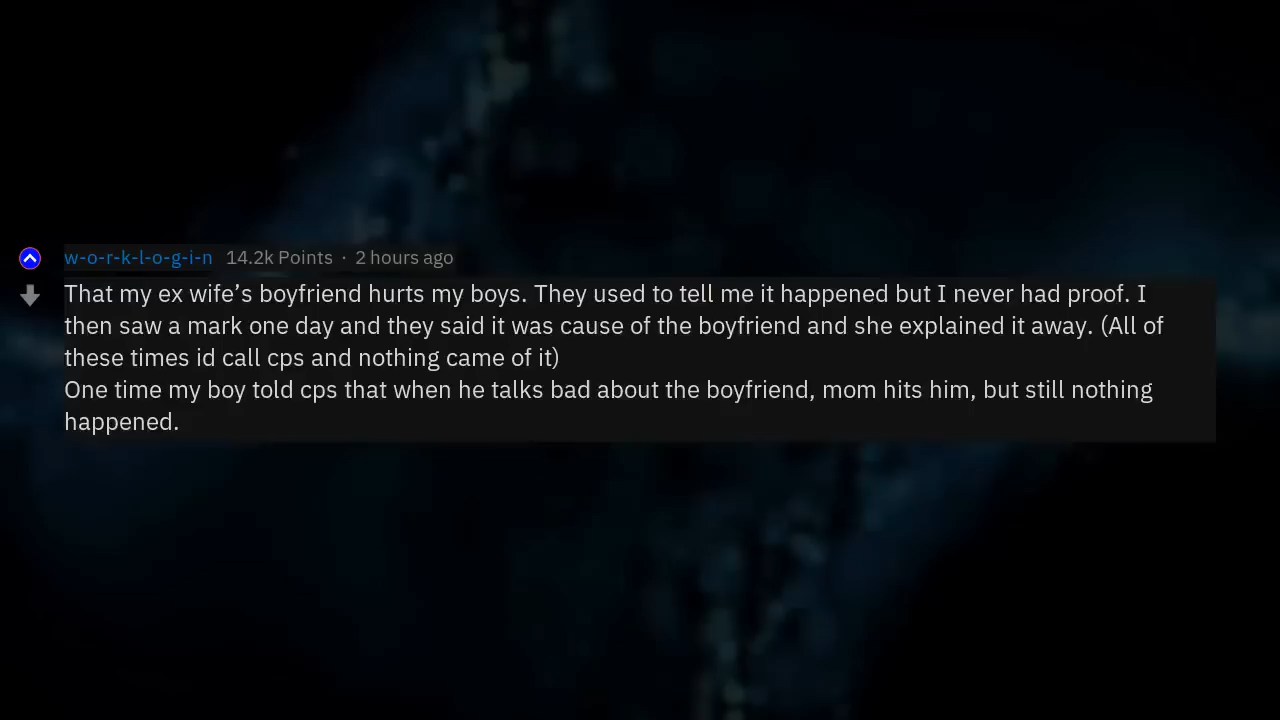 w-o-r-k-l-o-g-i-n 14.2k Points · 2 hours ago
That my ex wife’s boyfriend hurts my boys. They used to tell me it happened but I never had proof. I
then saw a mark one day and they said it was cause of the boyfriend and she explained it away. (All of
these times id call cps and nothing came of it)
One time my boy told cps that when he talks bad about the boyfriend, mom hits him, but still nothing
happened.